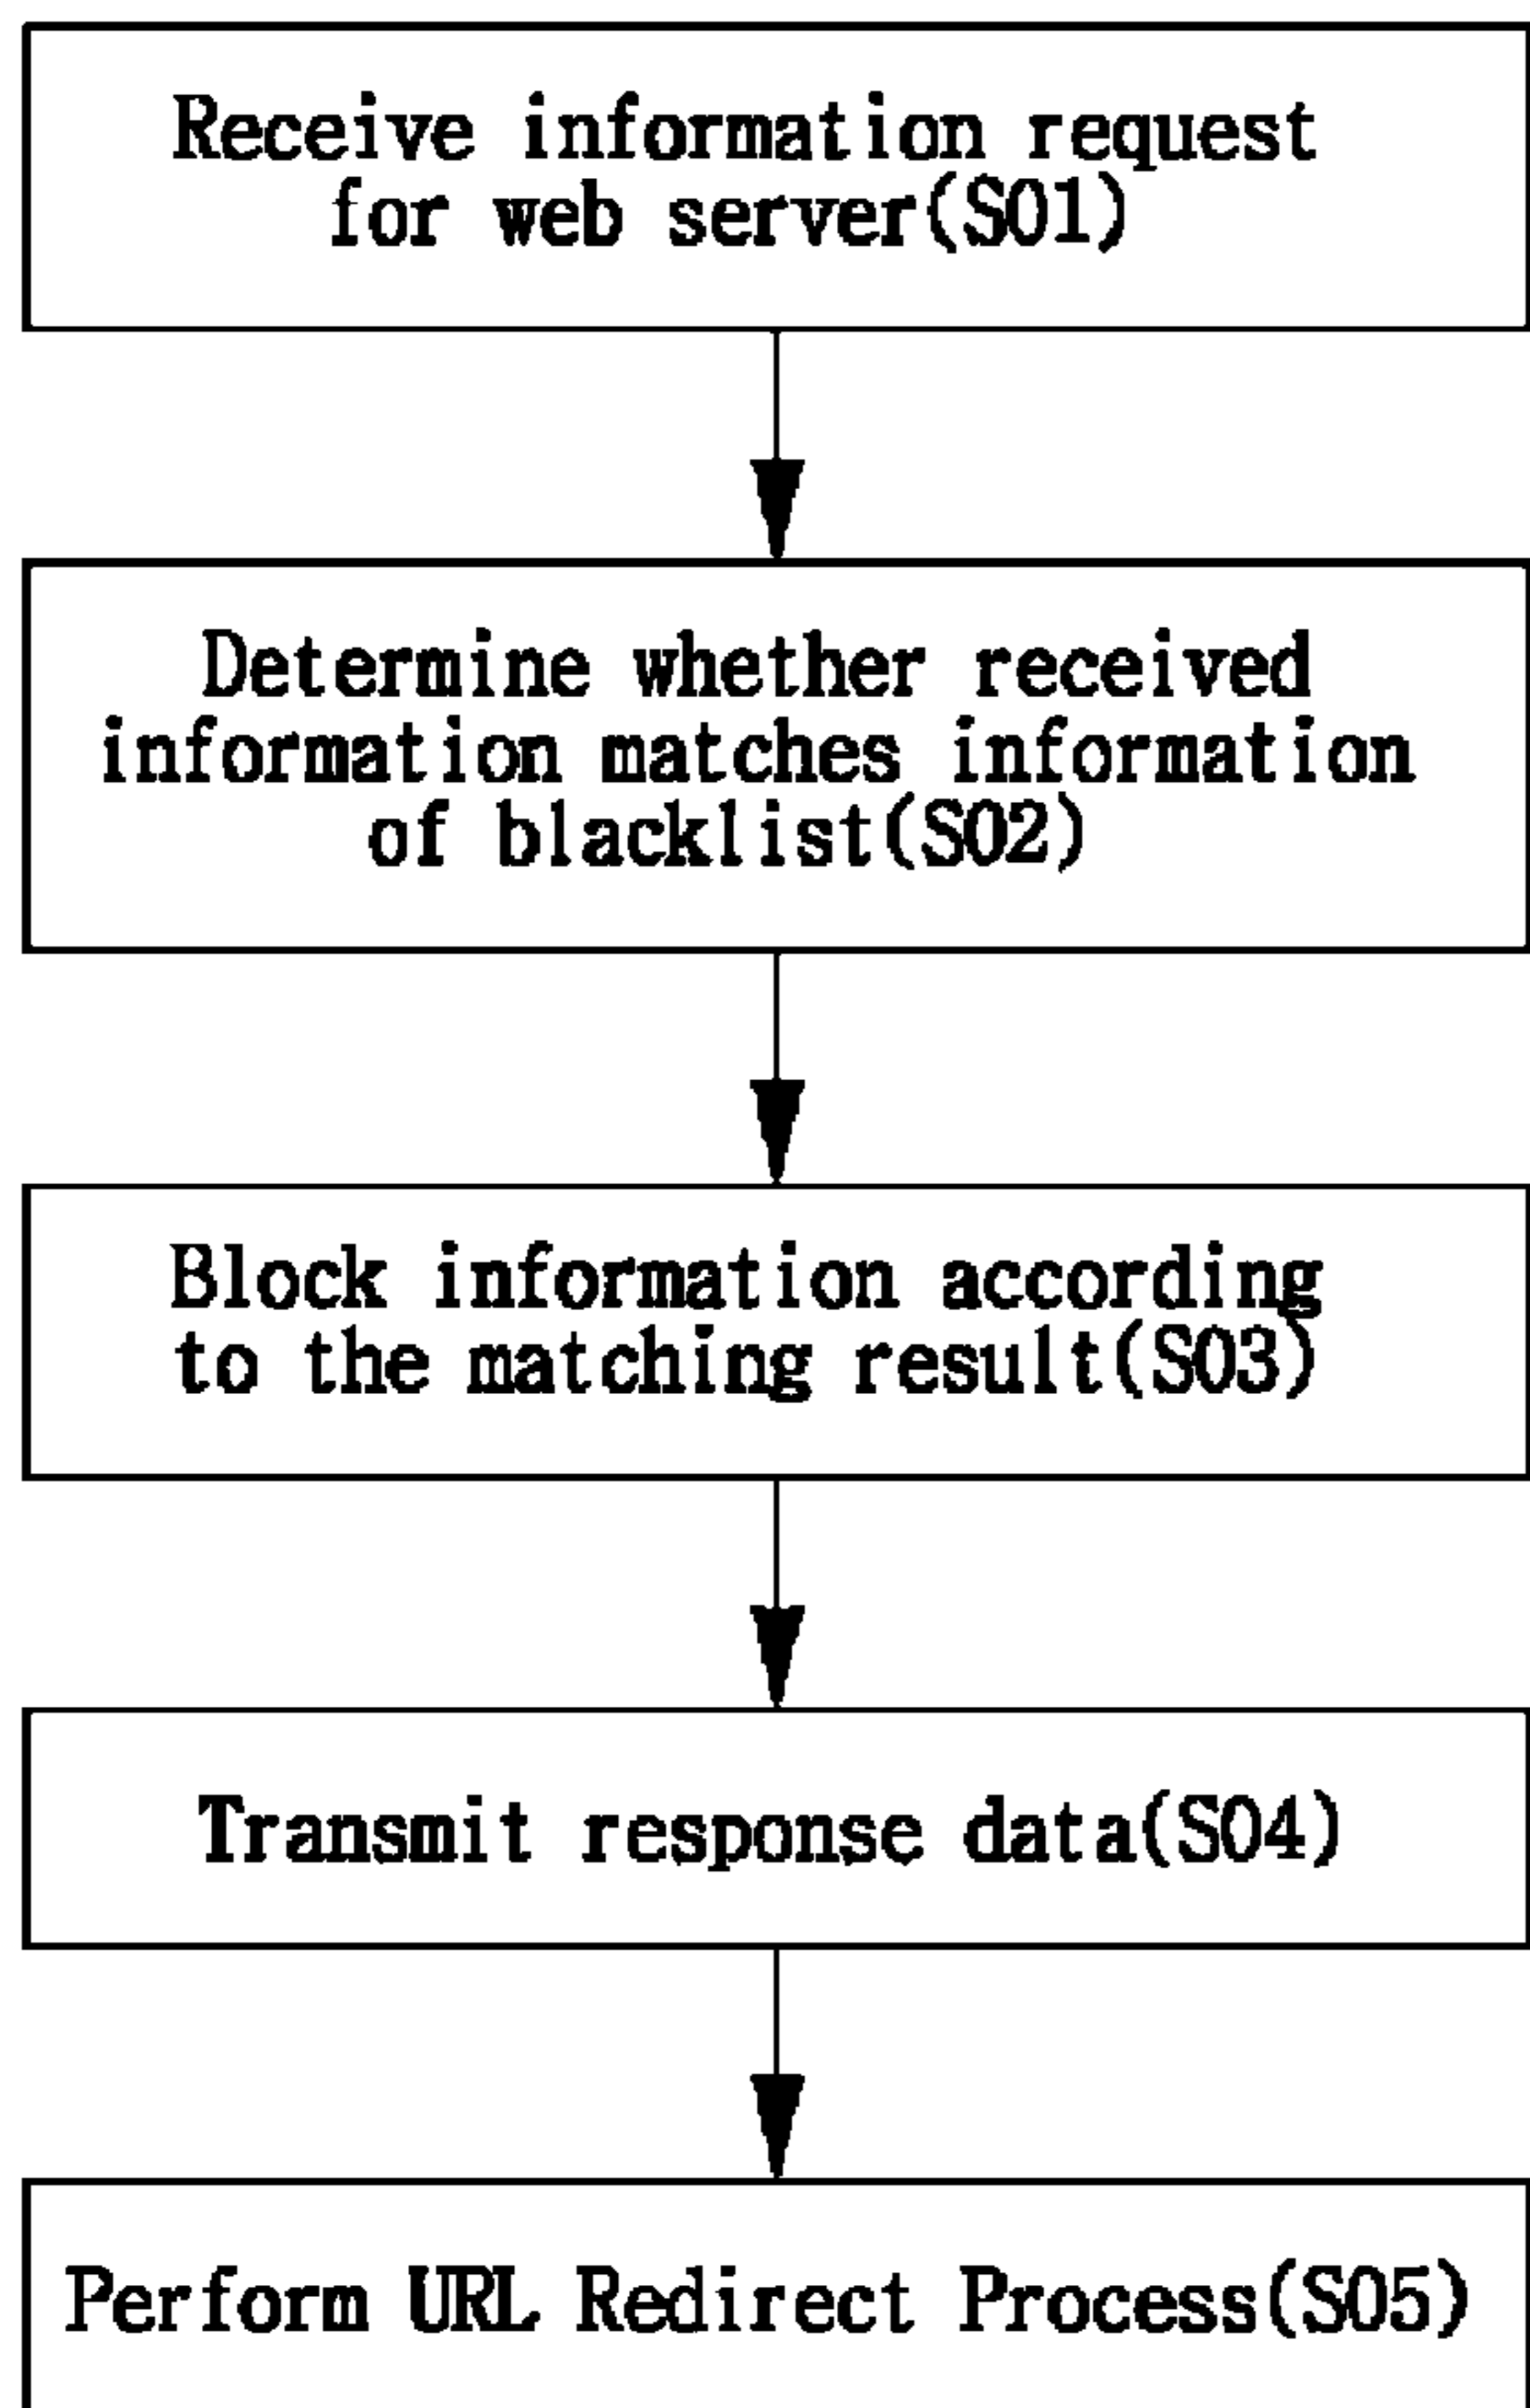 Receive information request
for web server(S01)
Determine whether received
information matches information
of blacklist(S02)
Block information according
to the matching result(S03)
Transmit response data(S04)
Perform URL Redirect Process(S05)